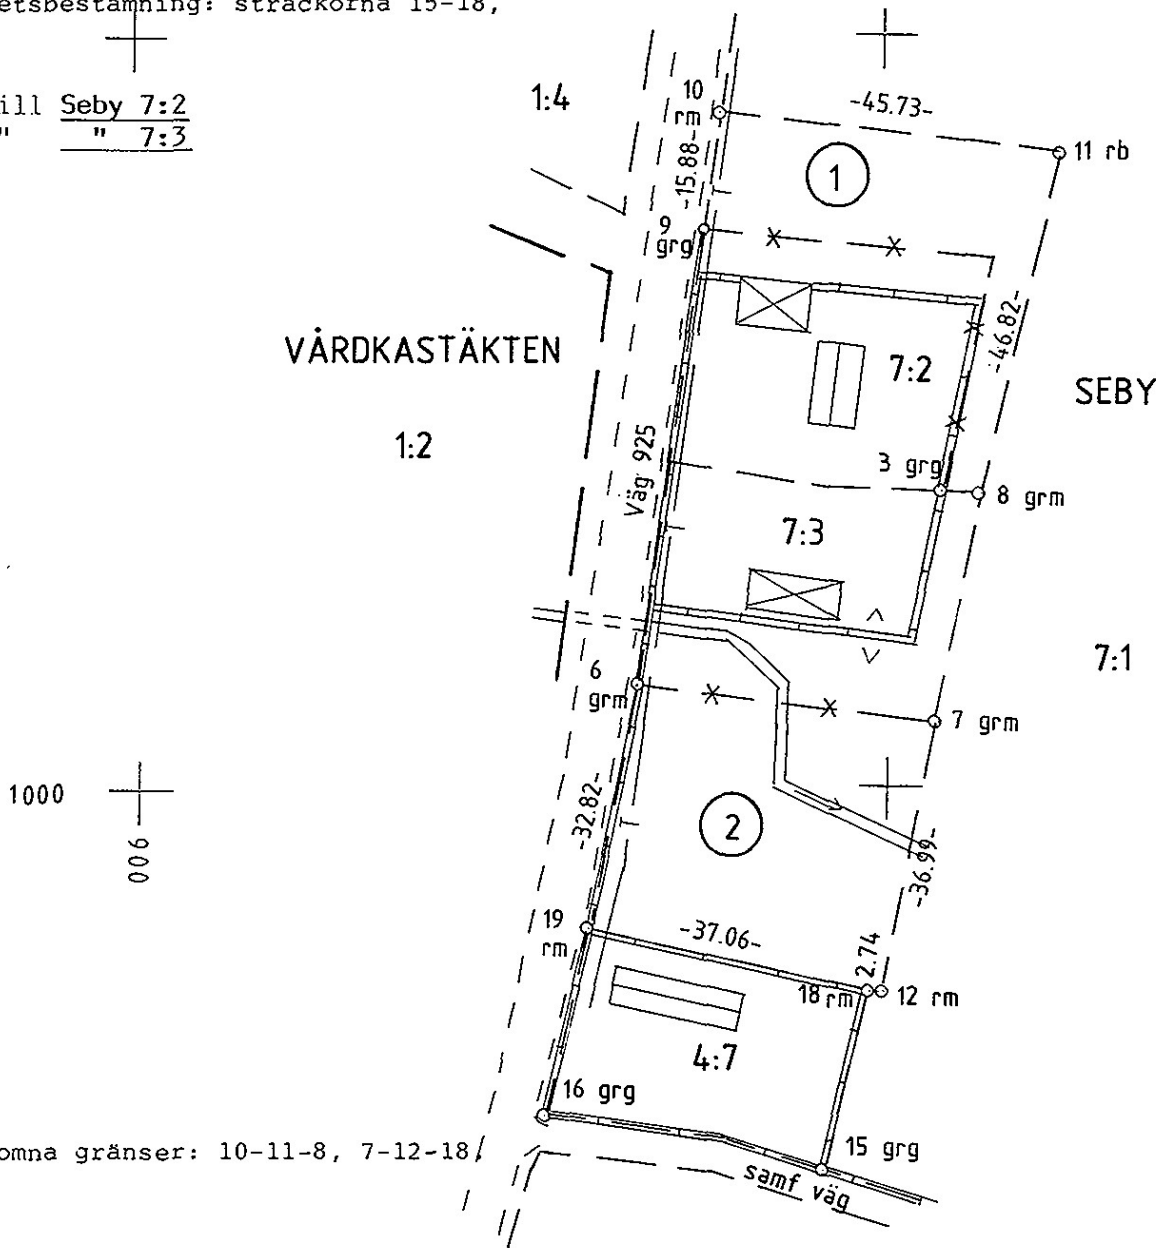 etsbestämning: sträckorna 15-18,
ill Seby 7:2
" " 7:3
1:4
10
rm
-45.73-
11 rb
-15.88-
1
9
grg
-46.82-
VÅRDKASTÄKTEN
7:2
SEBY
1:2
Väg 925
3 grg
8 grm
7:3
7:1
6
grm
7 grm
1000
900
-32.82-
2
-36.99-
19
rm
-37.06-
2.74
18 rm
12 rm
4:7
16 grg
omna gränser: 10-11-8, 7-12-18,
15 grg
samf väg